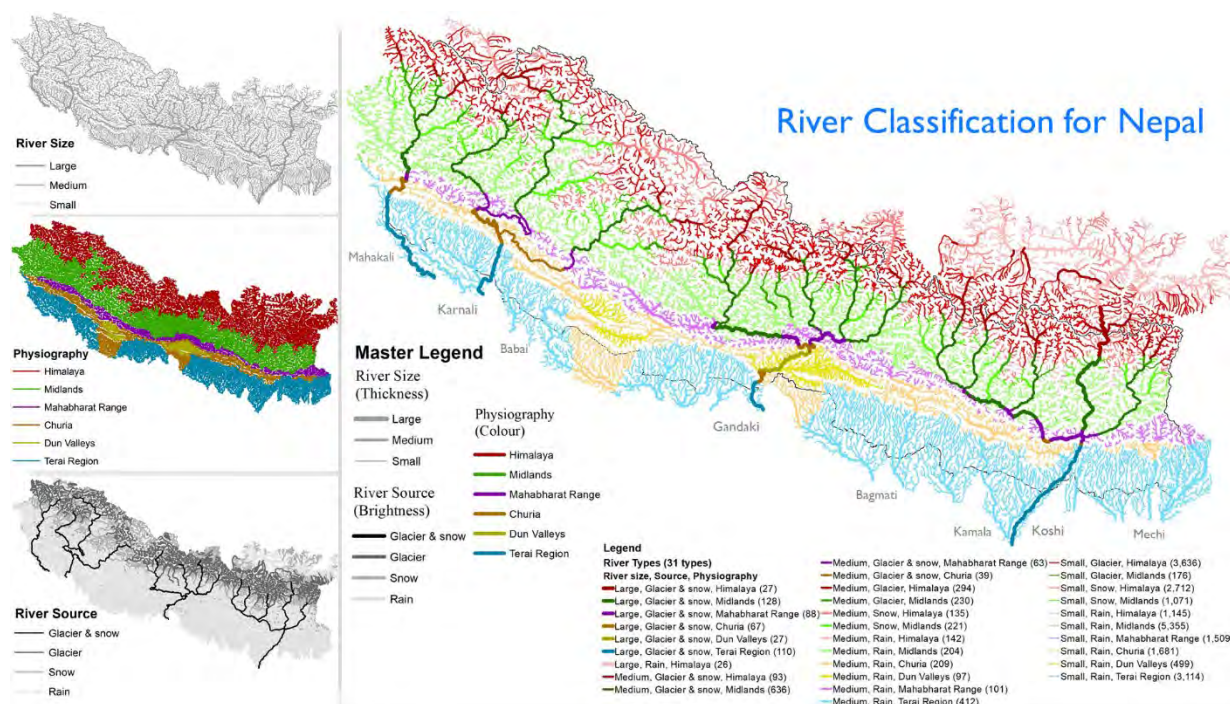 River Classification for Nepal
River Size
Large
Medium
Small
Physiography
Himalaya
Midlands
Mahabharat Range
Churia
Dun Valleys
Terai Region
River Source
Glacier & snow
Glacier
Snow
Rain
Mahakali
Karnali
Babai
Gandaki
Bagmati
Kamala
Koshi
Mechi
Master Legend
River Size
(Thickness)
Large
Medium
Small
River Source
(Brightness)
Glacier & snow
Glacier
Snow
Rain
Physiography
(Colour)
Himalaya
Midlands
Mahabharat Range
Churia
Dun Valleys
Terai Region
Legend
River Types (31 types)
River size, Source, Physiography
Large, Glacier & snow, Himalaya (27)
Large, Glacier & snow, Midlands (128)
Large, Glacier & snow, Mahabharat Range (88)
Large, Glacier & snow, Churia (67)
Large, Glacier & snow, Dun Valleys (27)
Large, Glacier & snow, Terai Region (110)
Large, Rain, Himalaya (26)
Medium, Glacier & snow, Himalaya (93)
Medium, Glacier & snow, Midlands (636)
Medium, Glacier & snow, Mahabharat Range (63)
Medium, Glacier & snow, Churia (39)
Medium, Glacier, Himalaya (294)
Medium, Glacier, Midlands (230)
Medium, Snow, Himalaya (135)
Medium, Snow, Midlands (221)
Medium, Rain, Himalaya (142)
Medium, Rain, Midlands (204)
Medium, Rain, Churia (209)
Medium, Rain, Dun Valleys (97)
Medium, Rain, Mahabharat Range (101)
Medium, Rain, Terai Region (412)
Small, Glacier, Himalaya (3,636)
Small, Glacier, Midlands (176)
Small, Snow, Himalaya (2,712)
Small, Snow, Midlands (1,071)
Small, Rain, Himalaya (1,145)
Small, Rain, Midlands (5,355)
Small, Rain, Mahabharat Range (1,509)
Small, Rain, Churia (1,681)
Small, Rain, Dun Valleys (499)
Small, Rain, Terai Region (3,114)